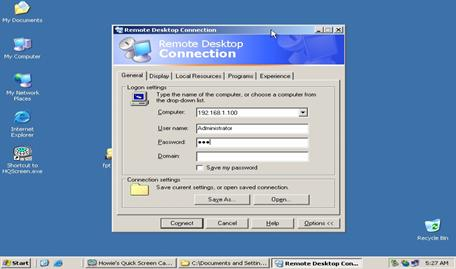 My Documents
My Computer
My Network Places
Internet Explorer
Shortcut to HQScreen.exe
Remote Desktop Connection
Remote Desktop
Connection
General Display Local Resources Programs Experience
Logon settings
Type the name of the computer, or choose a computer from the drop-down list.
Computer: 192.168.1.100
User name: Administrator
Password: ●●●
Domain:
Save my password
Connection settings
Save current settings, or open saved connection.
Save As... Open...
Connect Cancel Help Options <<
Recycle Bin
Start
Howie's Quick Screen Ca...
C:\Documents and Settin...
Remote Desktop Con...
5:27 AM